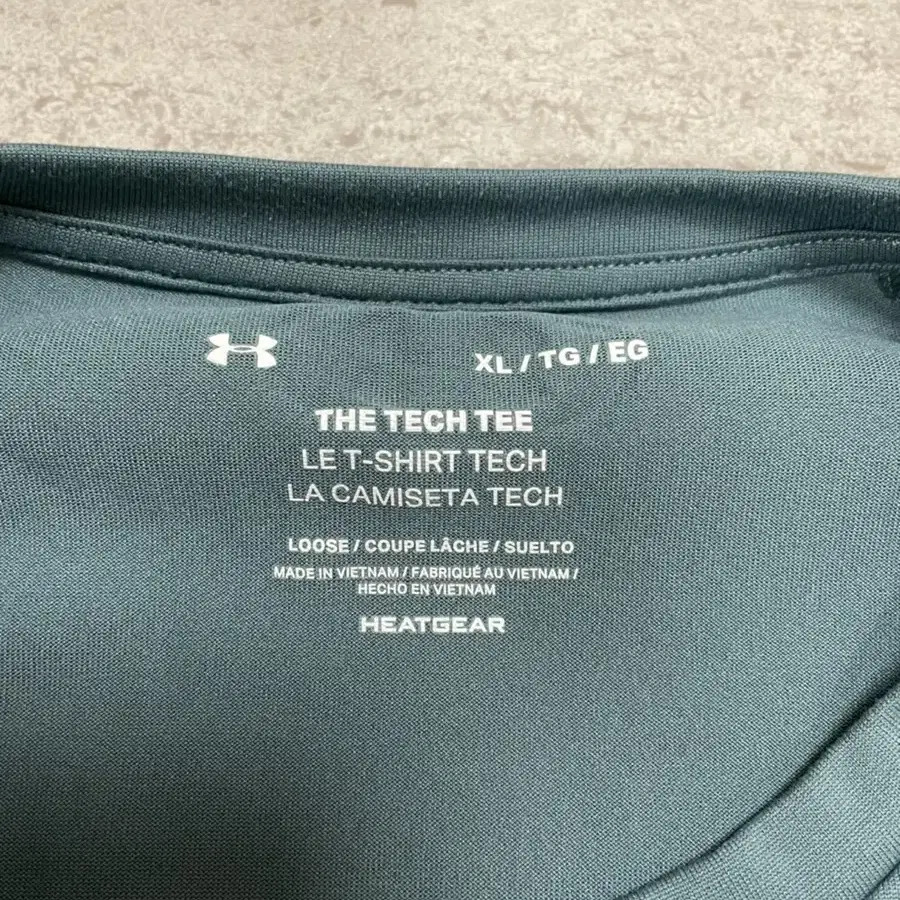 XL / TG / EG
THE TECH TEE
LE T-SHIRT TECH
LA CAMISETA TECH
LOOSE / COUPE LÂCHE / SUELTO
MADE IN VIETNAM / FABRIQUÉ AU VIETNAM /
HECHO EN VIETNAM
HEATGEAR